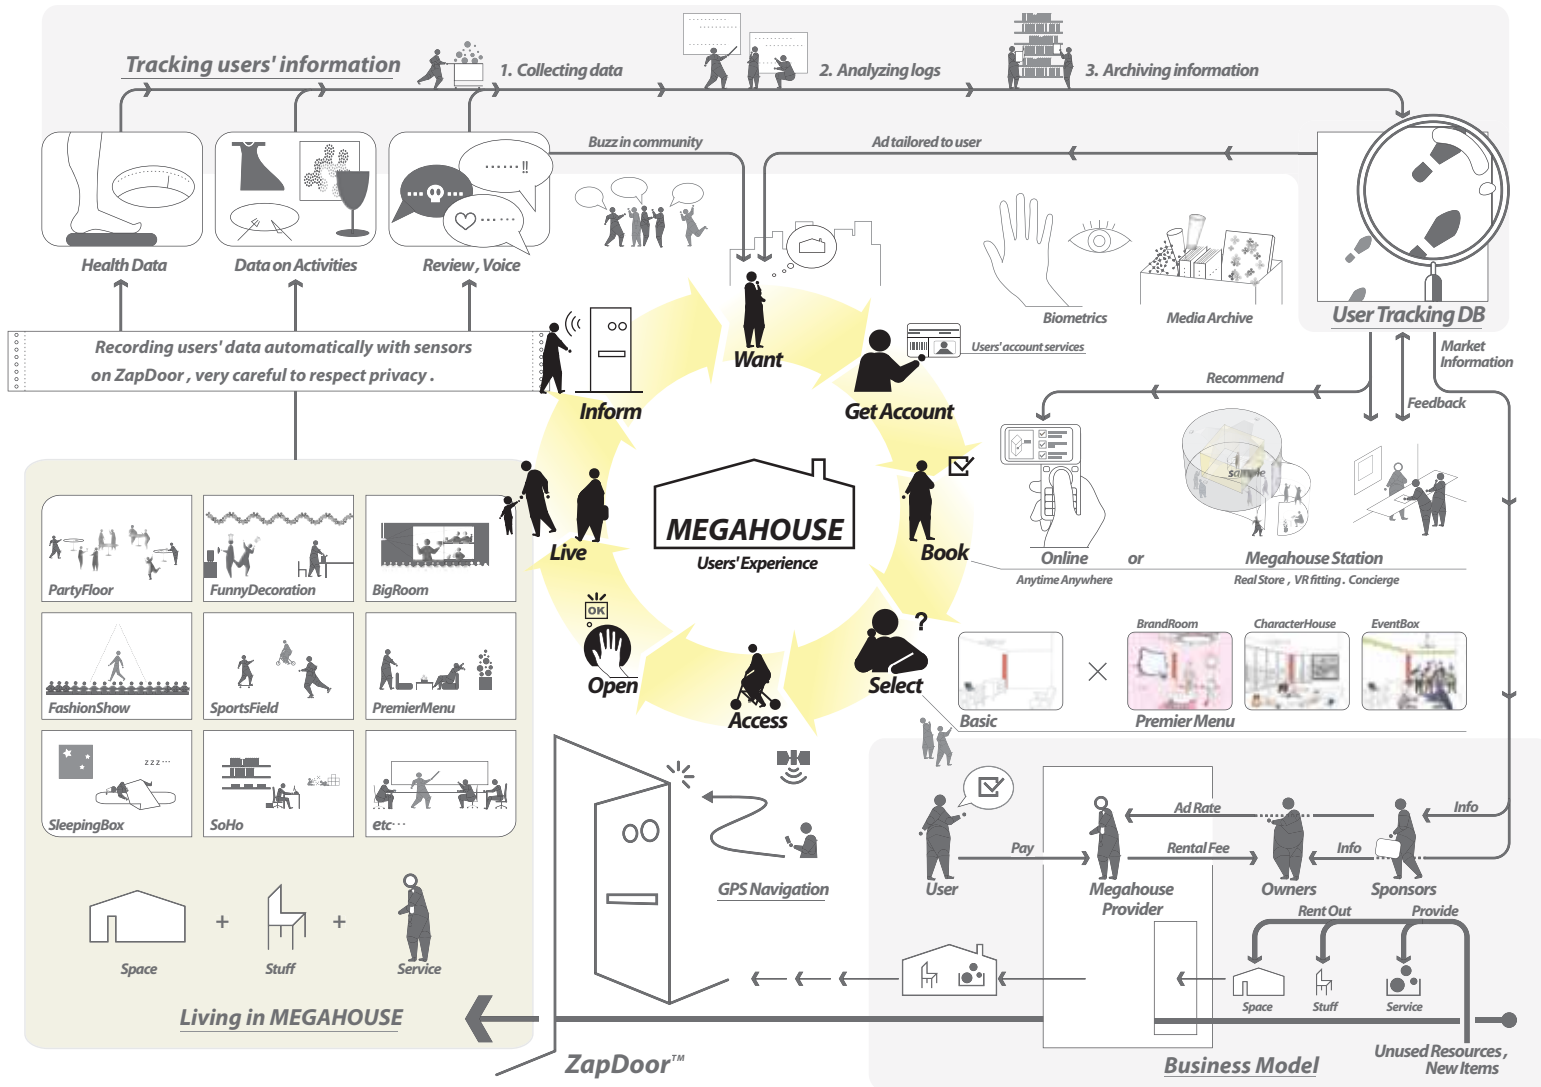 Tracking users' information
1. Collecting data
2. Analyzing logs
3. Archiving information
Buzz in community
Ad tailored to user
......!!
Health Data
Data on Activities
Review, Voice
Recording users' data automatically with sensors
on ZapDoor, very careful to respect privacy.
Biometrics
Media Archive
Users' account services
User Tracking DB
Market
Information
Recommend
Feedback
Want
Get Account
Book
Select
?
Access
Open
OK
Live
Inform
MEGAHOUSE
Users' Experience
sample
Online
or
Megahouse Station
Anytime Anywhere
Real Store, VR fitting. Concierge
BrandRoom
CharacterHouse
EventBox
×
Basic
Premier Menu
PartyFloor
FunnyDecoration
BigRoom
FashionShow
SportsField
PremierMenu
zzz...
SleepingBox
SoHo
etc...
+
+
Space
Stuff
Service
Living in MEGAHOUSE
GPS Navigation
ZapDoor™
Pay
Ad Rate
Rental Fee
Info
Info
User
Megahouse
Provider
Owners
Sponsors
Rent Out
Provide
Space
Stuff
Service
Unused Resources,
New Items
Business Model